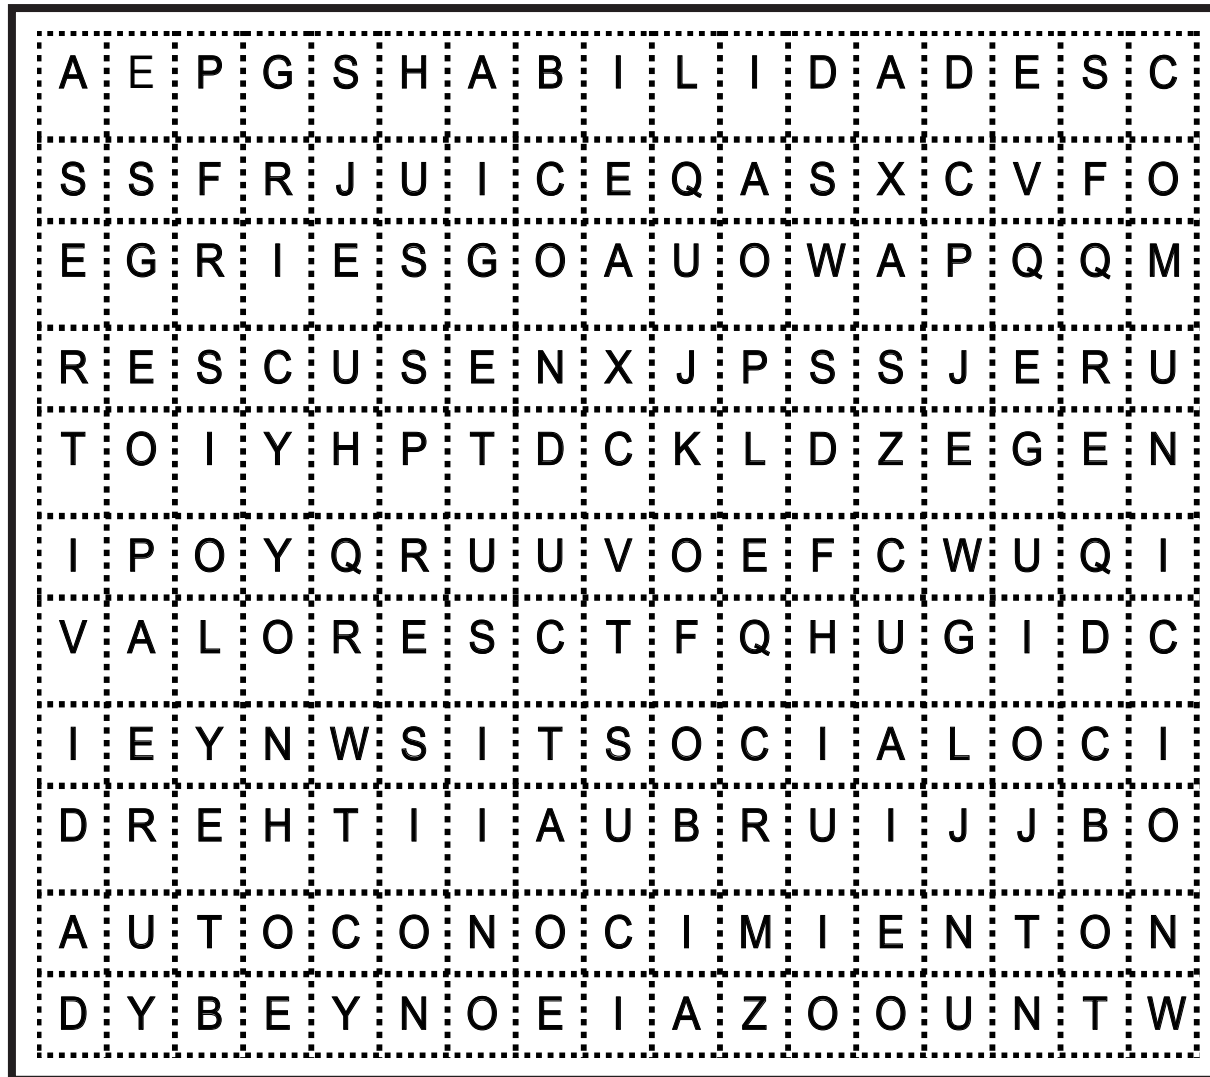 A E P G S H A B I L I D A D E S C
S S F R J U I C E Q A S X C V F O
E G R I E S G O A U O W A P Q Q M
R E S C U S E N X J P S S J E R U
T O I Y H P T D C K L D Z E G E N
I P O Y Q R U U V O E F C W U Q I
V A L O R E S C T F Q H U G I D C
I E Y N W S I T S O C I A L O C I
D R E H T I I A U B R U I J J B O
A U T O C O N O C I M I E N T O N
D Y B E Y N O E I A Z O O U N T W